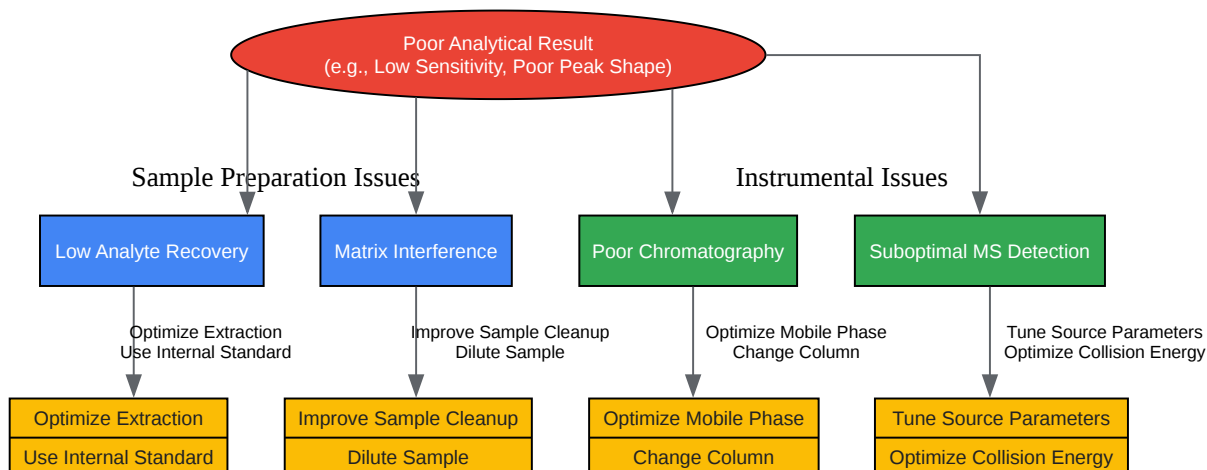 Poor Analytical Result
(e.g., Low Sensitivity, Poor Peak Shape)
Sample Preparation Issues
Instrumental Issues
Low Analyte Recovery
Matrix Interference
Poor Chromatography
Suboptimal MS Detection
Optimize Extraction
Use Internal Standard
Improve Sample Cleanup
Dilute Sample
Optimize Mobile Phase
Change Column
Tune Source Parameters
Optimize Collision Energy
Optimize Extraction
Use Internal Standard
Improve Sample Cleanup
Dilute Sample
Optimize Mobile Phase
Change Column
Tune Source Parameters
Optimize Collision Energy